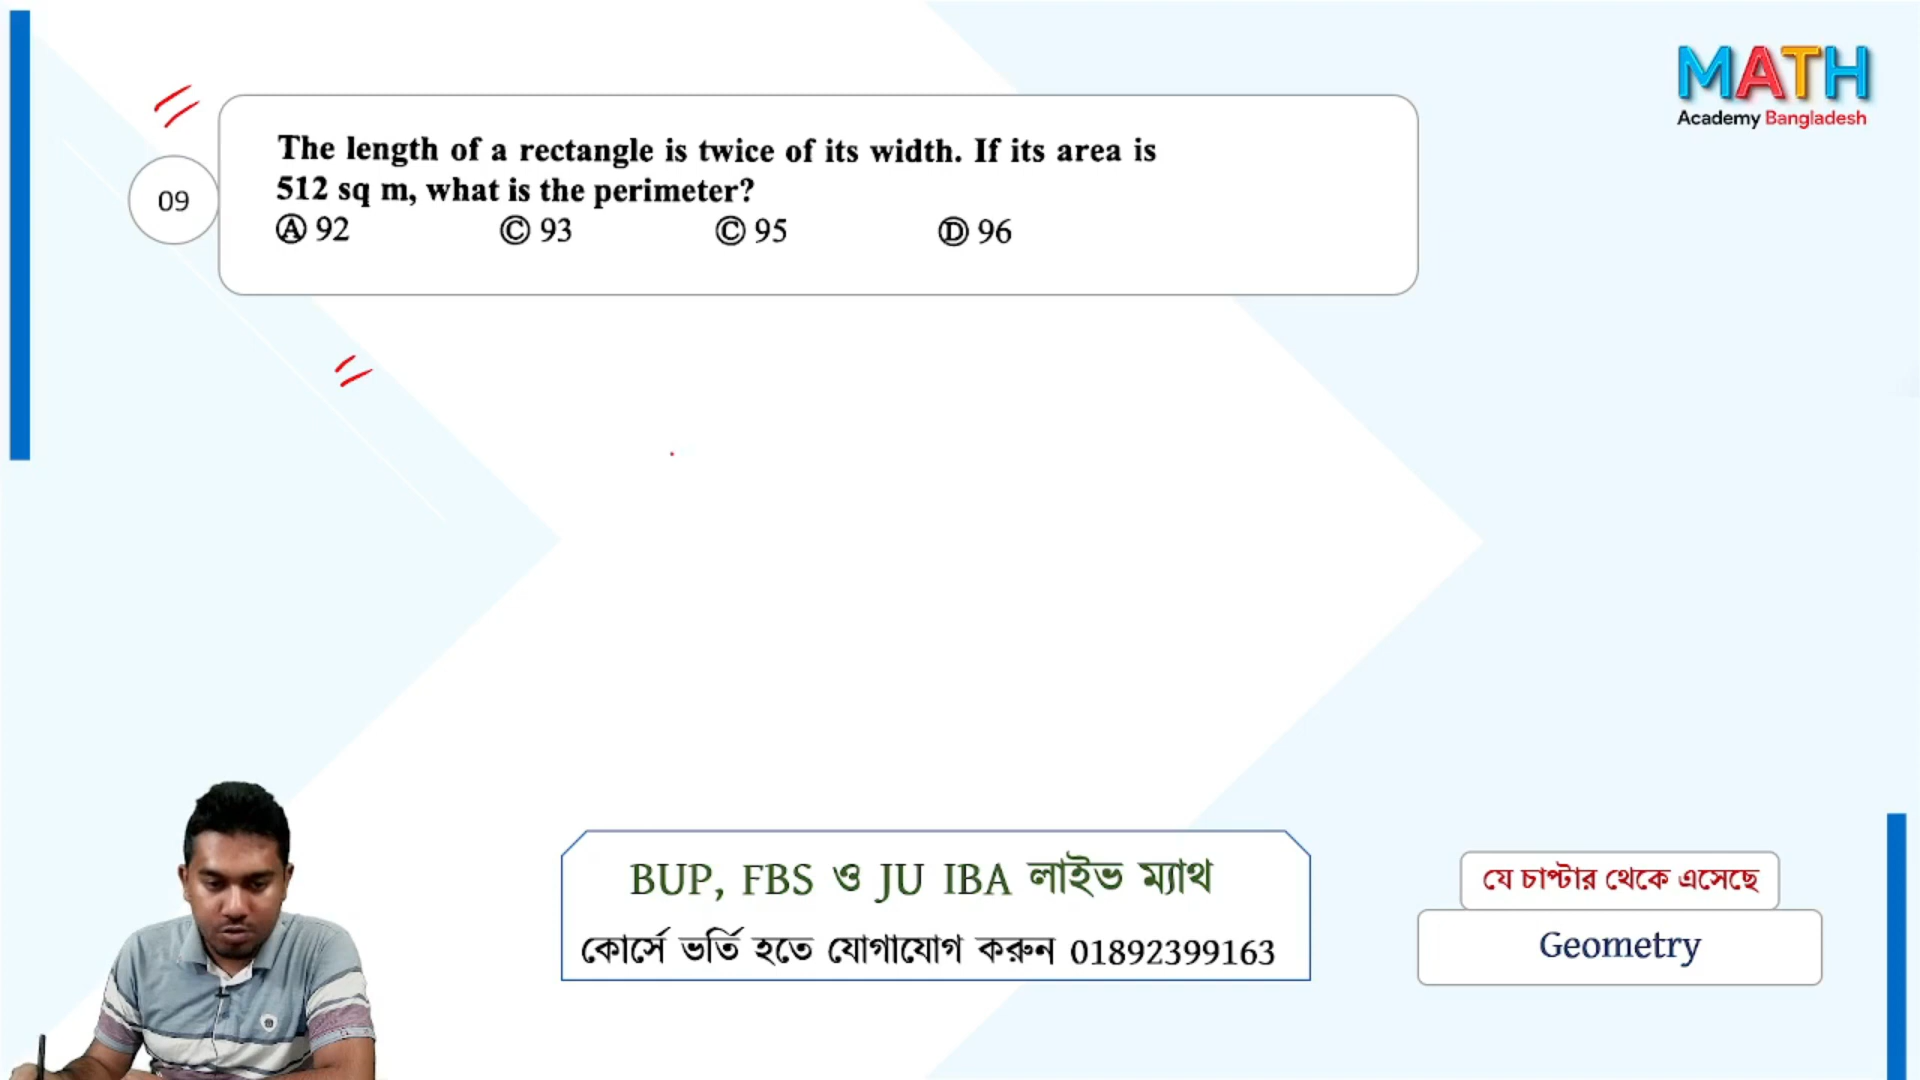 MATH
Academy Bangladesh
09
The length of a rectangle is twice of its width. If its area is
512 sq m, what is the perimeter?
Ⓐ 92 Ⓒ 93 Ⓒ 95 Ⓓ 96
BUP, FBS ও JU IBA লাইভ ম্যাথ
কোর্সে ভর্তি হতে যোগাযোগ করুন 01892399163
যে চাপ্টার থেকে এসেছে
Geometry